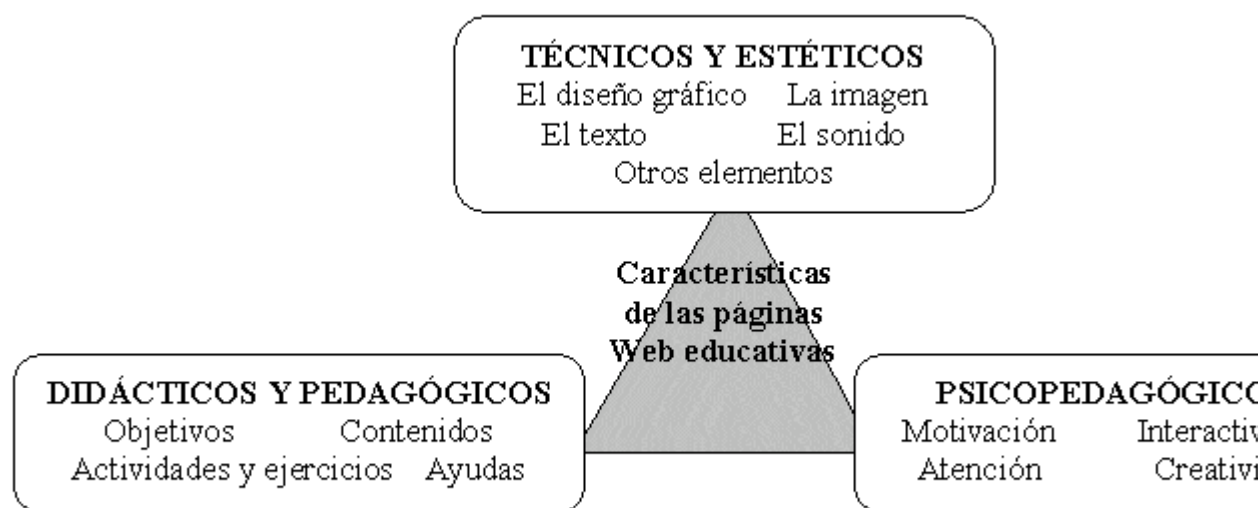 TÉCNICOS Y ESTÉTICOS
El diseño gráfico La imagen
El texto El sonido
Otros elementos
Características
de las páginas
Web educativas
DIDÁCTICOS Y PEDAGÓGICOS
Objetivos Contenidos
Actividades y ejercicios Ayudas
Motivación
Atención